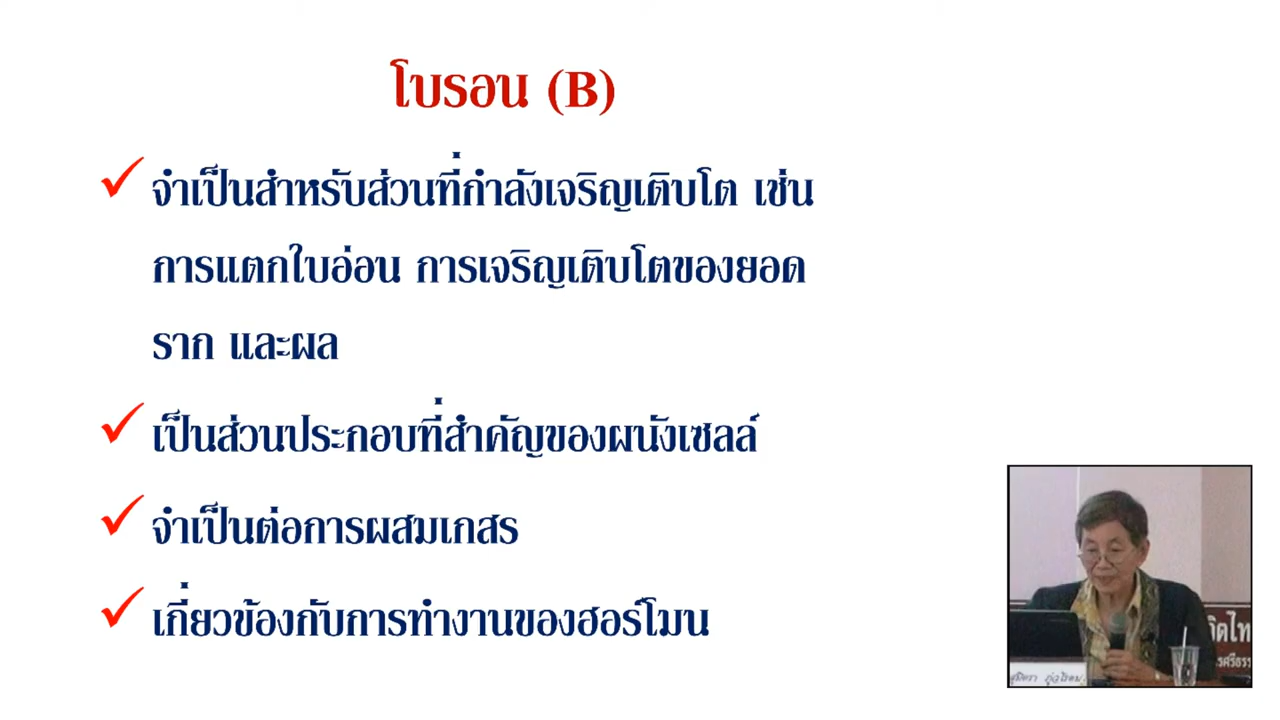 โบรอน (B)
จำเป็นสำหรับส่วนที่กำลังเจริญเติบโต เช่น
การแตกใบอ่อน การเจริญเติบโตของยอด
ราก และผล
เป็นส่วนประกอบที่สำคัญของผนังเซลล์
จำเป็นต่อการผสมเกสร
เกี่ยวข้องกับการทำงานของฮอร์โมน
สุมิตรา